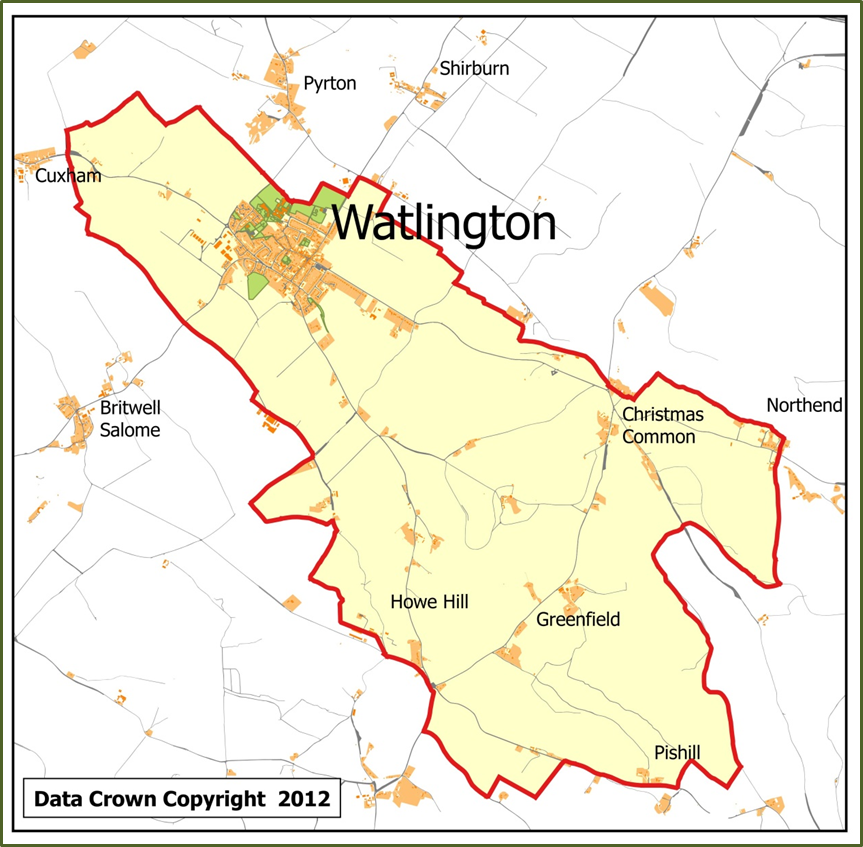 Shirburn
Pyrton
Cuxham
Watlington
Britwell
Salome
Christmas
Common
Northend
Howe Hill
Greenfield
Pishill
Data Crown Copyright 2012